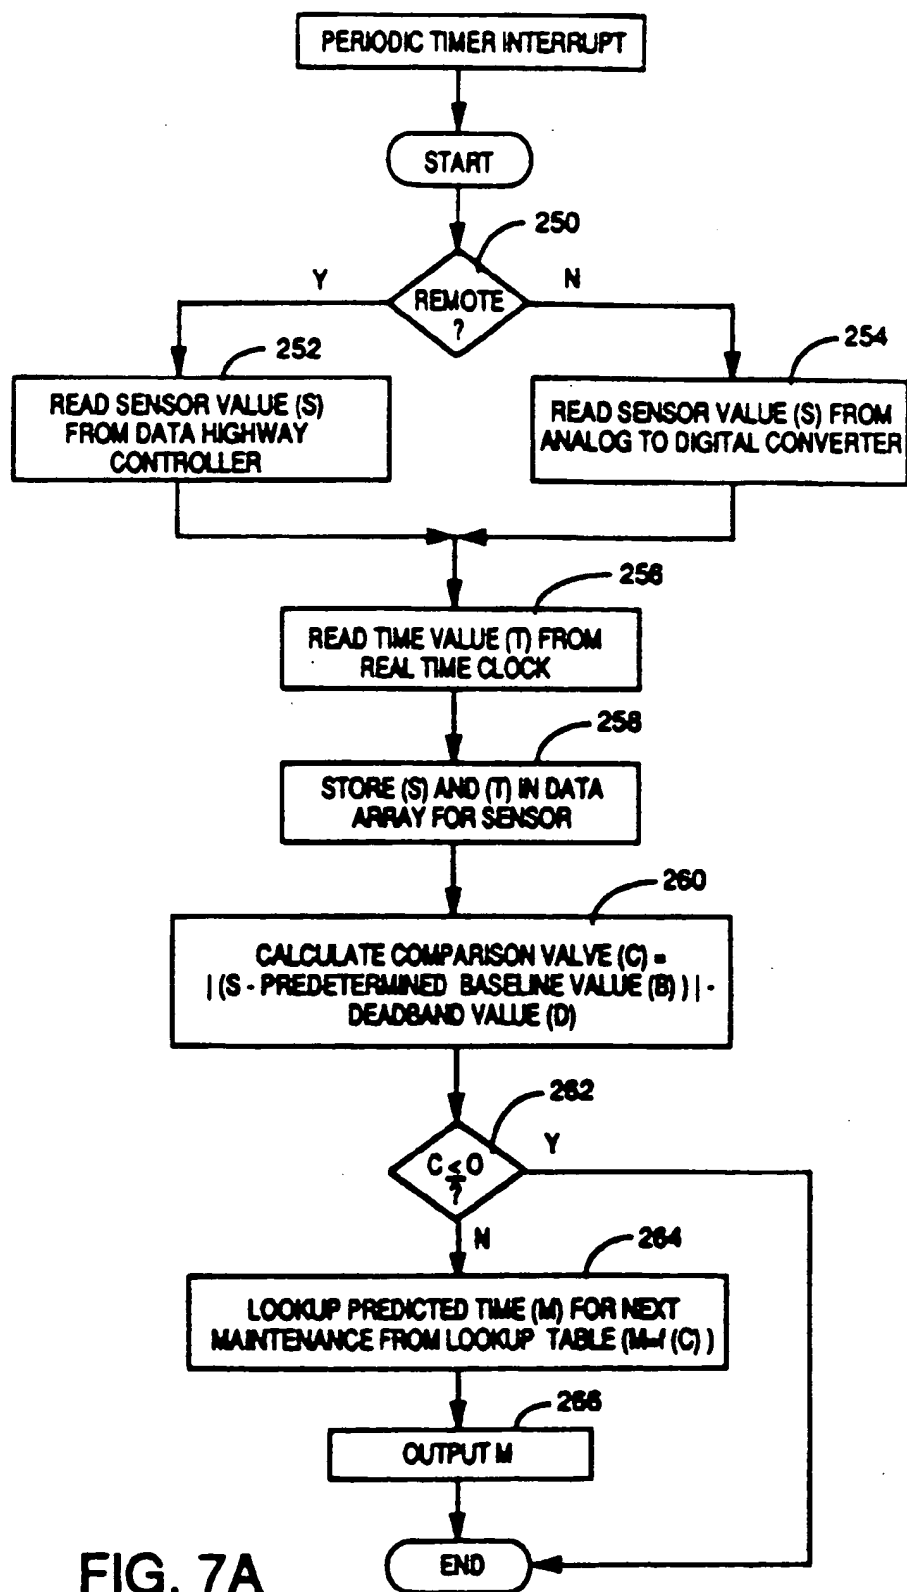 PERIODIC TIMER INTERRUPT
START
250
REMOTE
?
Y
N
252
READ SENSOR VALUE (S)
FROM DATA HIGHWAY
CONTROLLER
254
READ SENSOR VALUE (S) FROM
ANALOG TO DIGITAL CONVERTER
256
READ TIME VALUE (T) FROM
REAL TIME CLOCK
258
STORE (S) AND (T) IN DATA
ARRAY FOR SENSOR
260
CALCULATE COMPARISON VALVE (C) =
| (S - PREDETERMINED BASELINE VALUE (B) ) | -
DEADBAND VALUE (D)
262
C ≤ O
?
Y
N
264
LOOKUP PREDICTED TIME (M) FOR NEXT
MAINTENANCE FROM LOOKUP TABLE (M=f (C) )
266
OUTPUT M
END
FIG. 7A